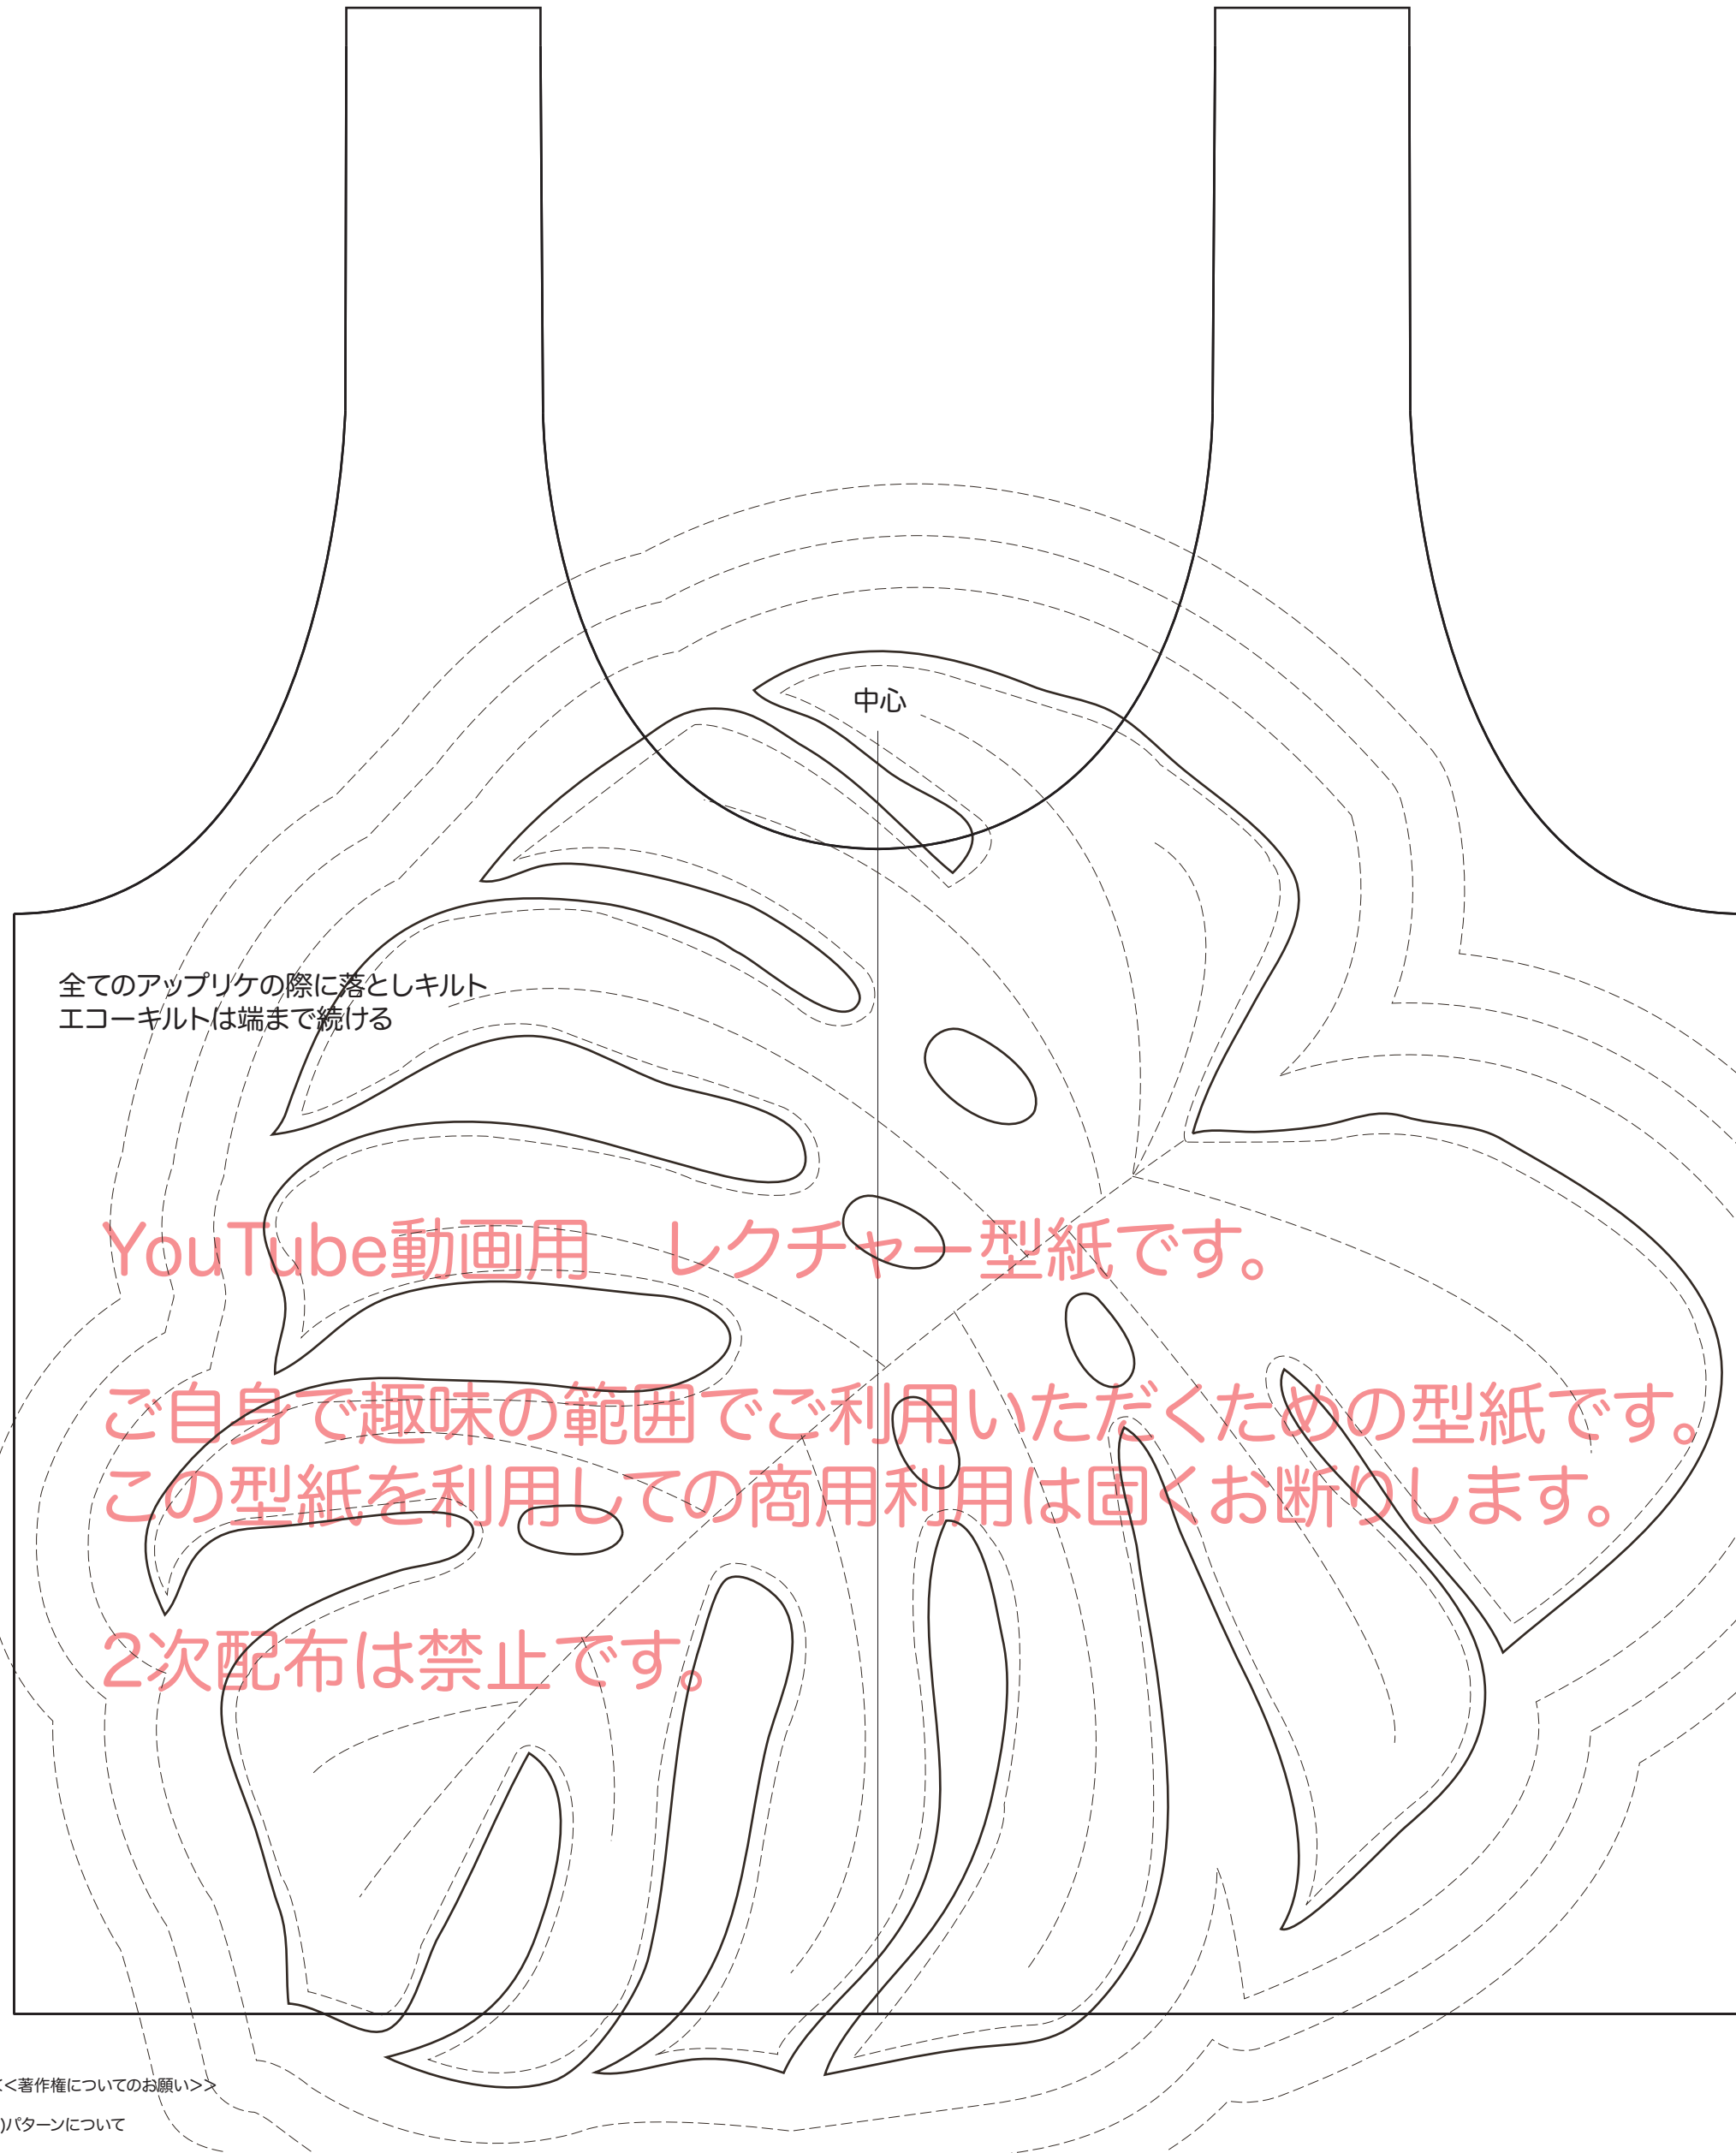 中心
全てのアップリケの際に落としキルト
エコーキルトは端まで続ける
YouTube動画用　レクチャー型紙です。
ご自身で趣味の範囲でご利用いただくための型紙です。
この型紙を利用しての商用利用は固くお断りします。
2次配布は禁止です。
<<著作権についてのお願い>>
)パターンについて